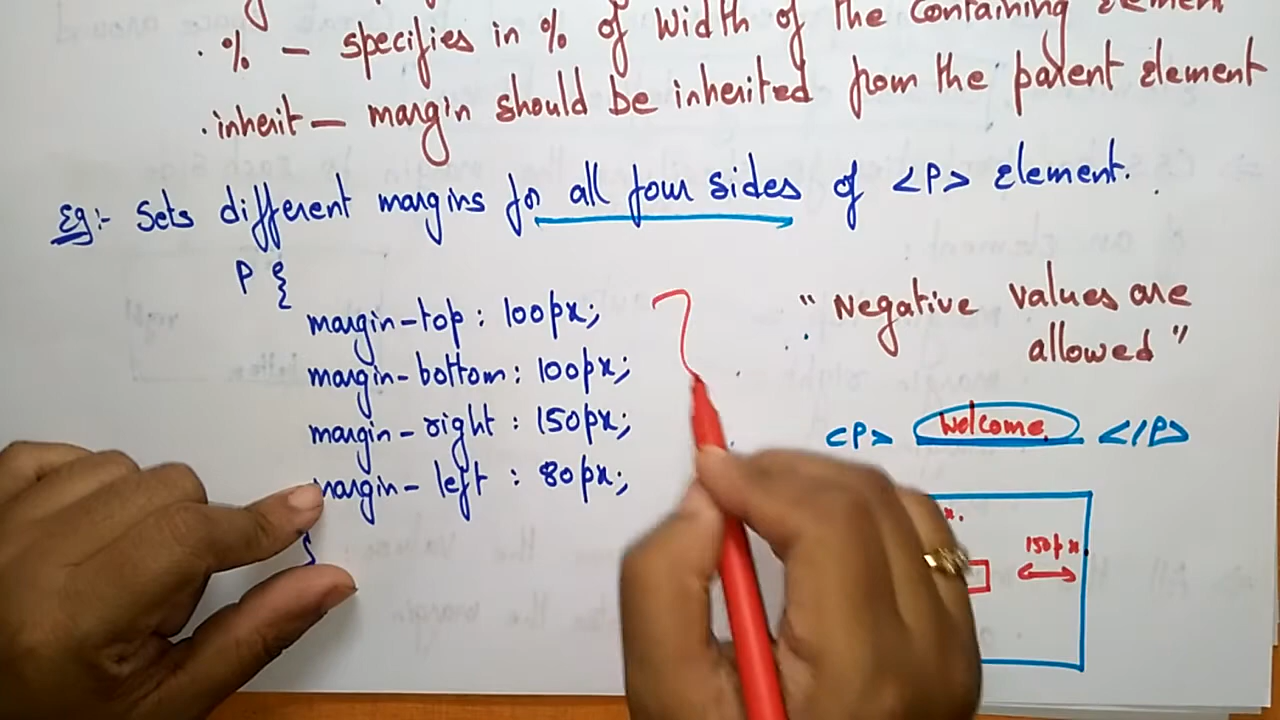 . % – specifies in % of width of the containing element
. inherit – margin should be inherited from the parent element
Eg:- Sets different margins for all four sides of <P> element.
P {
margin-top : 100px;
margin-bottom : 100px;
margin-right : 150px;
margin-left : 80px;
"Negative values are
allowed"
<P> Welcome. </P>
150px